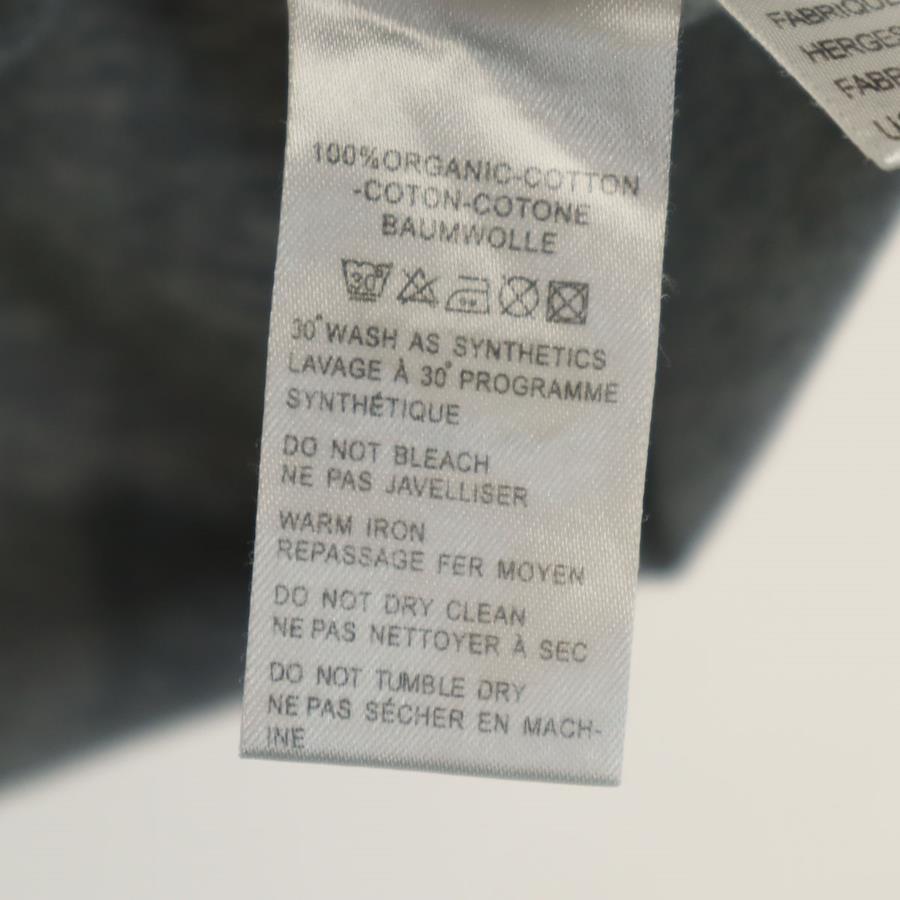 100%ORGANIC-COTTON
-COTON-COTONE
BAUMWOLLE
30°
30°WASH AS SYNTHETICS
LAVAGE À 30° PROGRAMME
SYNTHÉTIQUE
DO NOT BLEACH
NE PAS JAVELLISER
WARM IRON
REPASSAGE FER MOYEN
DO NOT DRY CLEAN
NE PAS NETTOYER À SEC
DO NOT TUMBLE DRY
NE PAS SÉCHER EN MACH-
INE